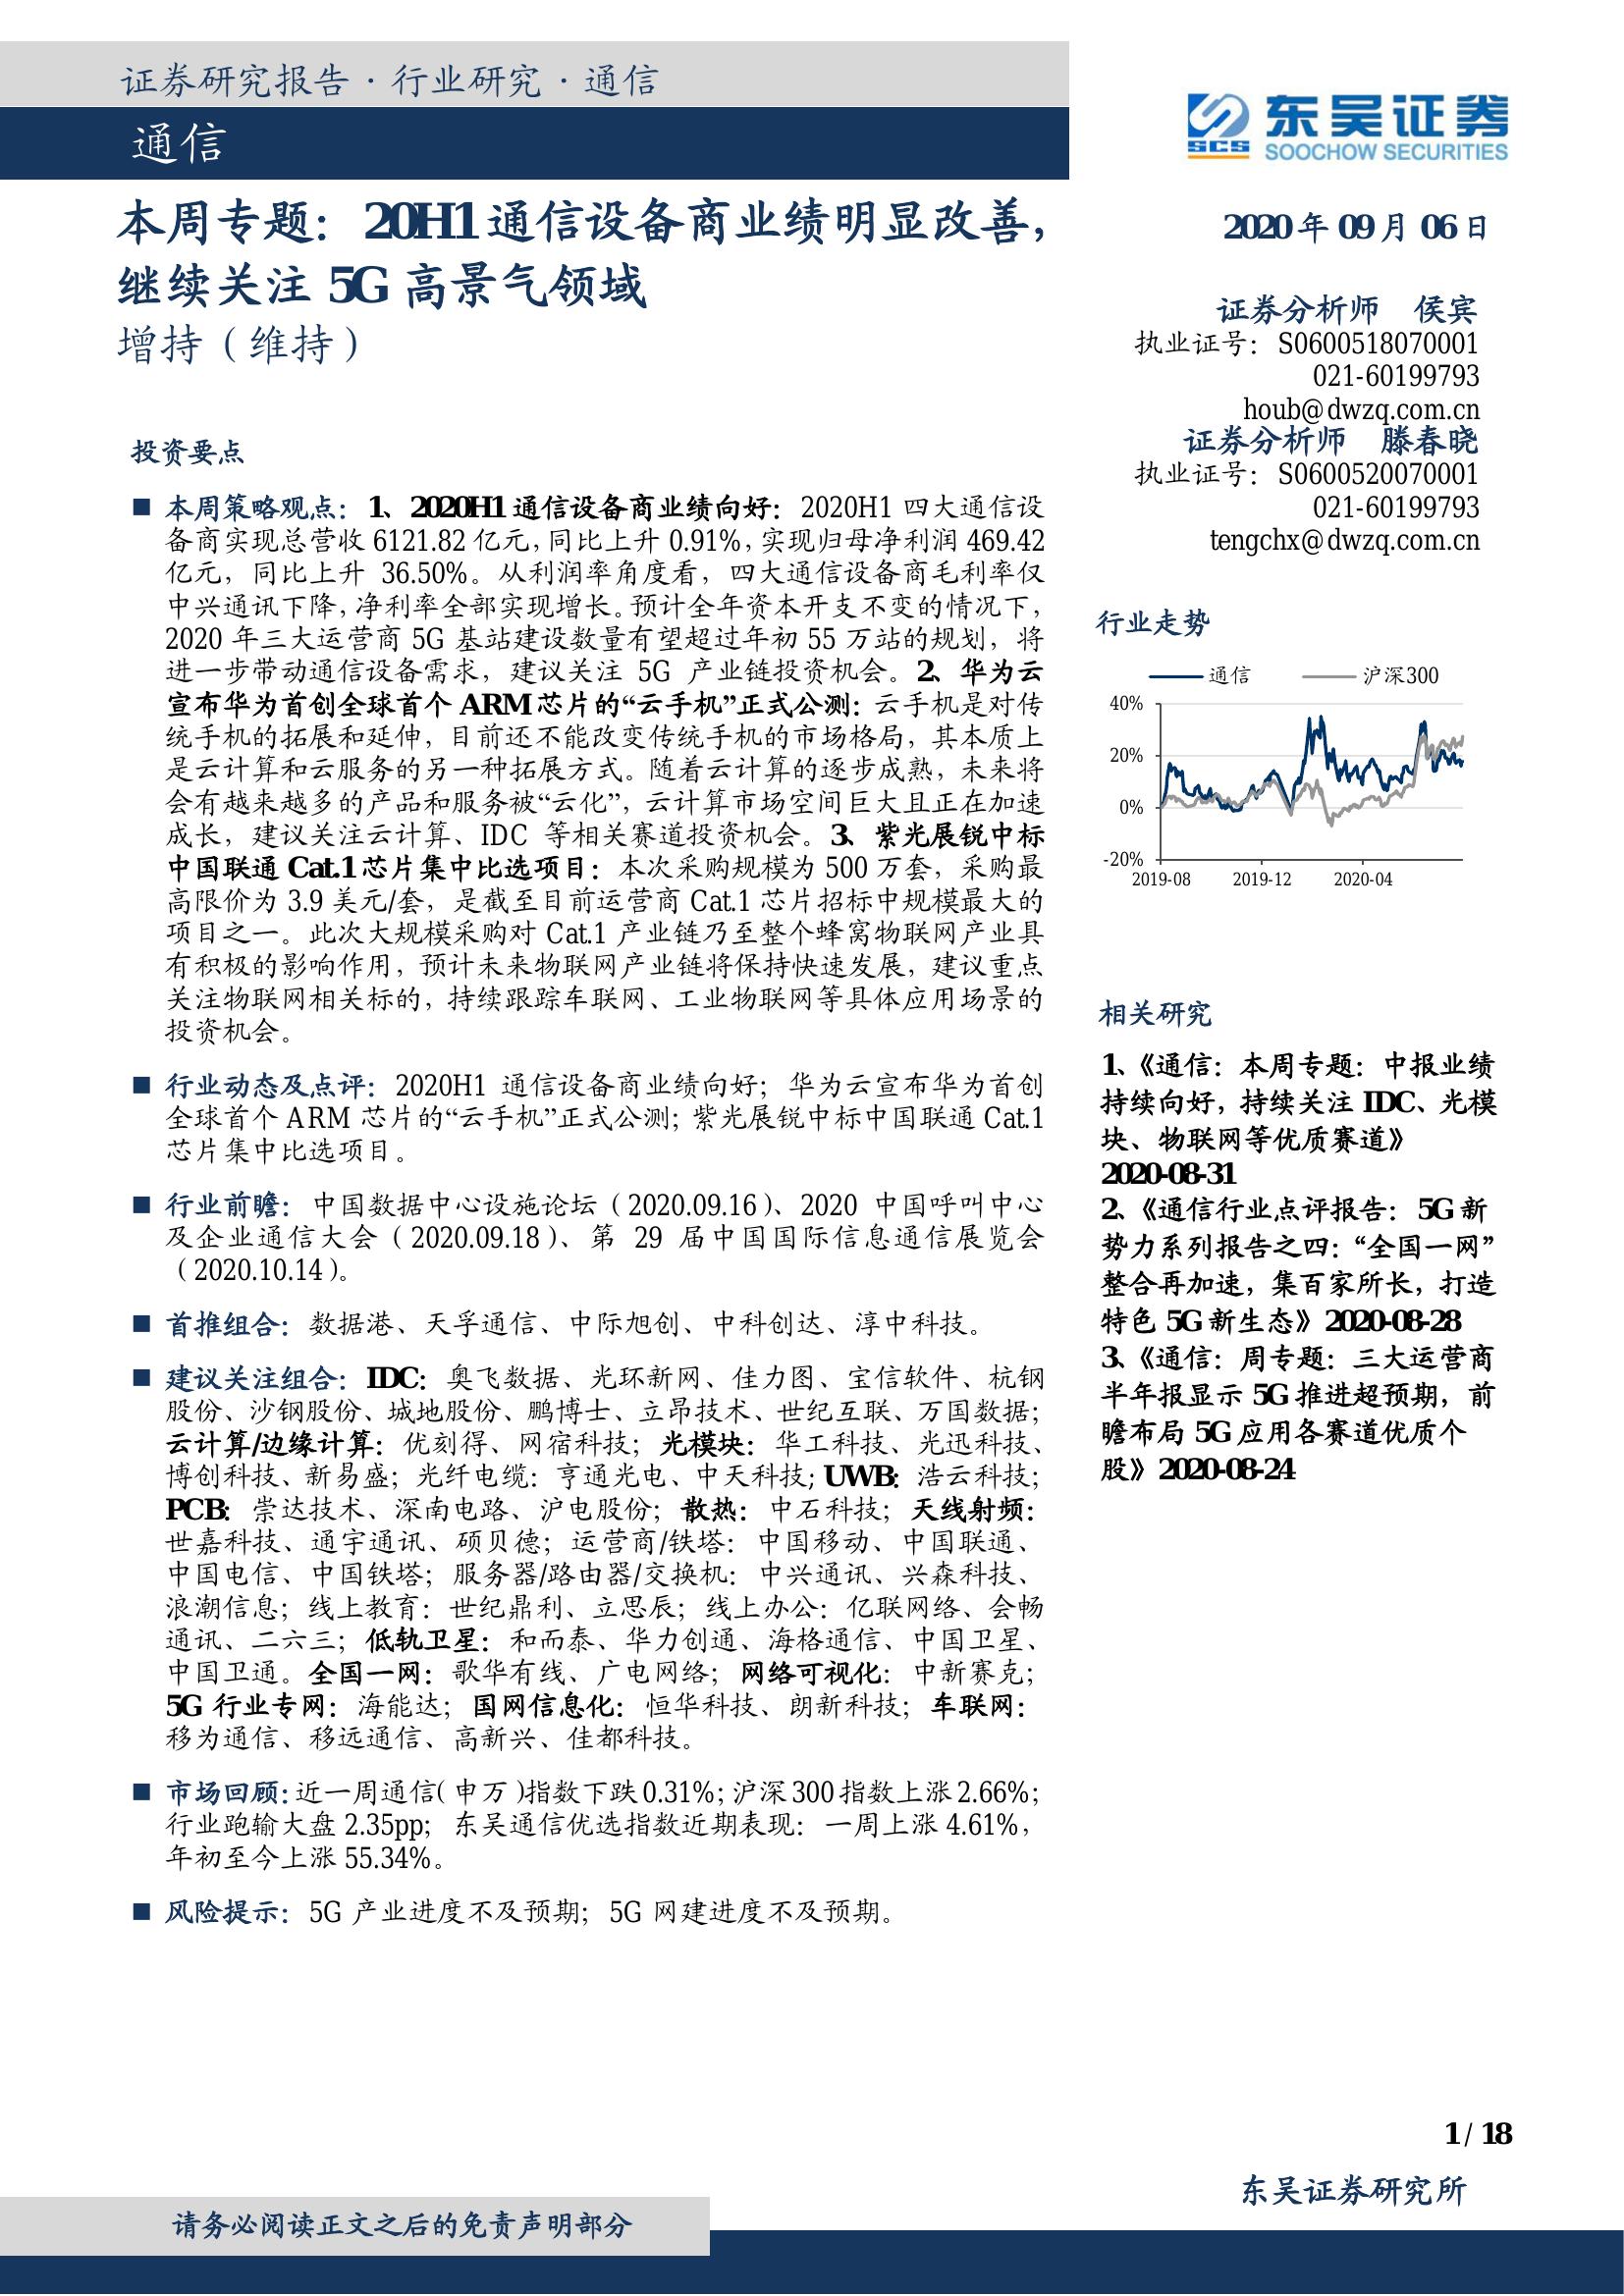 证券研究报告·行业研究·通信
通信
东吴证券
SCS
SOOCHOW SECURITIES
本周专题：20H1 通信设备商业绩明显改善，
继续关注 5G 高景气领域
增持（维持）
2020 年 09 月 06 日
证券分析师 侯宾
执业证号：S0600518070001
021-60199793
houb@dwzq.com.cn
证券分析师 滕春晓
执业证号：S0600520070001
021-60199793
tengchx@dwzq.com.cn
投资要点
■ 本周策略观点：1、2020H1 通信设备商业绩向好：2020H1 四大通信设
备商实现总营收 6121.82 亿元，同比上升 0.91%，实现归母净利润 469.42
亿元，同比上升 36.50%。从利润率角度看，四大通信设备商毛利率仅
中兴通讯下降，净利率全部实现增长。预计全年资本开支不变的情况下，
2020 年三大运营商 5G 基站建设数量有望超过年初 55 万站的规划，将
进一步带动通信设备需求，建议关注 5G 产业链投资机会。2、华为云
宣布华为首创全球首个 ARM 芯片的“云手机”正式公测：云手机是对传
统手机的拓展和延伸，目前还不能改变传统手机的市场格局，其本质上
是云计算和云服务的另一种拓展方式。随着云计算的逐步成熟，未来将
会有越来越多的产品和服务被“云化”，云计算市场空间巨大且正在加速
成长，建议关注云计算、IDC 等相关赛道投资机会。3、紫光展锐中标
中国联通 Cat.1 芯片集中比选项目：本次采购规模为 500 万套，采购最
高限价为 3.9 美元/套，是截至目前运营商 Cat.1 芯片招标中规模最大的
项目之一。此次大规模采购对 Cat.1 产业链乃至整个蜂窝物联网产业具
有积极的影响作用，预计未来物联网产业链将保持快速发展，建议重点
关注物联网相关标的，持续跟踪车联网、工业物联网等具体应用场景的
投资机会。
■ 行业动态及点评：2020H1 通信设备商业绩向好；华为云宣布华为首创
全球首个 ARM 芯片的“云手机”正式公测；紫光展锐中标中国联通 Cat.1
芯片集中比选项目。
■ 行业前瞻：中国数据中心设施论坛（2020.09.16）、2020 中国呼叫中心
及企业通信大会（2020.09.18）、第 29 届中国国际信息通信展览会
（2020.10.14）。
■ 首推组合：数据港、天孚通信、中际旭创、中科创达、淳中科技。
■ 建议关注组合：IDC：奥飞数据、光环新网、佳力图、宝信软件、杭钢
股份、沙钢股份、城地股份、鹏博士、立昂技术、世纪互联、万国数据；
云计算/边缘计算：优刻得、网宿科技；光模块：华工科技、光迅科技、
博创科技、新易盛；光纤电缆：亨通光电、中天科技；UWB：浩云科技；
PCB：崇达技术、深南电路、沪电股份；散热：中石科技；天线射频：
世嘉科技、通宇通讯、硕贝德；运营商/铁塔：中国移动、中国联通、
中国电信、中国铁塔；服务器/路由器/交换机：中兴通讯、兴森科技、
浪潮信息；线上教育：世纪鼎利、立思辰；线上办公：亿联网络、会畅
通讯、二六三；低轨卫星：和而泰、华力创通、海格通信、中国卫星、
中国卫通。全国一网：歌华有线、广电网络；网络可视化：中新赛克；
5G 行业专网：海能达；国网信息化：恒华科技、朗新科技；车联网：
移为通信、移远通信、高新兴、佳都科技。
■ 市场回顾：近一周通信（申万）指数下跌 0.31%；沪深 300 指数上涨 2.66%；
行业跑输大盘 2.35pp；东吴通信优选指数近期表现：一周上涨 4.61%，
年初至今上涨 55.34%。
■ 风险提示：5G 产业进度不及预期；5G 网建进度不及预期。
行业走势
通信 沪深300
40%
20%
0%
-20%
2019-08 2019-12 2020-04
相关研究
1、《通信：本周专题：中报业绩
持续向好，持续关注 IDC、光模
块、物联网等优质赛道》
2020-08-31
2、《通信行业点评报告：5G 新
势力系列报告之四：“全国一网”
整合再加速，集百家所长，打造
特色 5G 新生态》2020-08-28
3、《通信：周专题：三大运营商
半年报显示 5G 推进超预期，前
瞻布局 5G 应用各赛道优质个
股》2020-08-24
1 / 18
东吴证券研究所
请务必阅读正文之后的免责声明部分